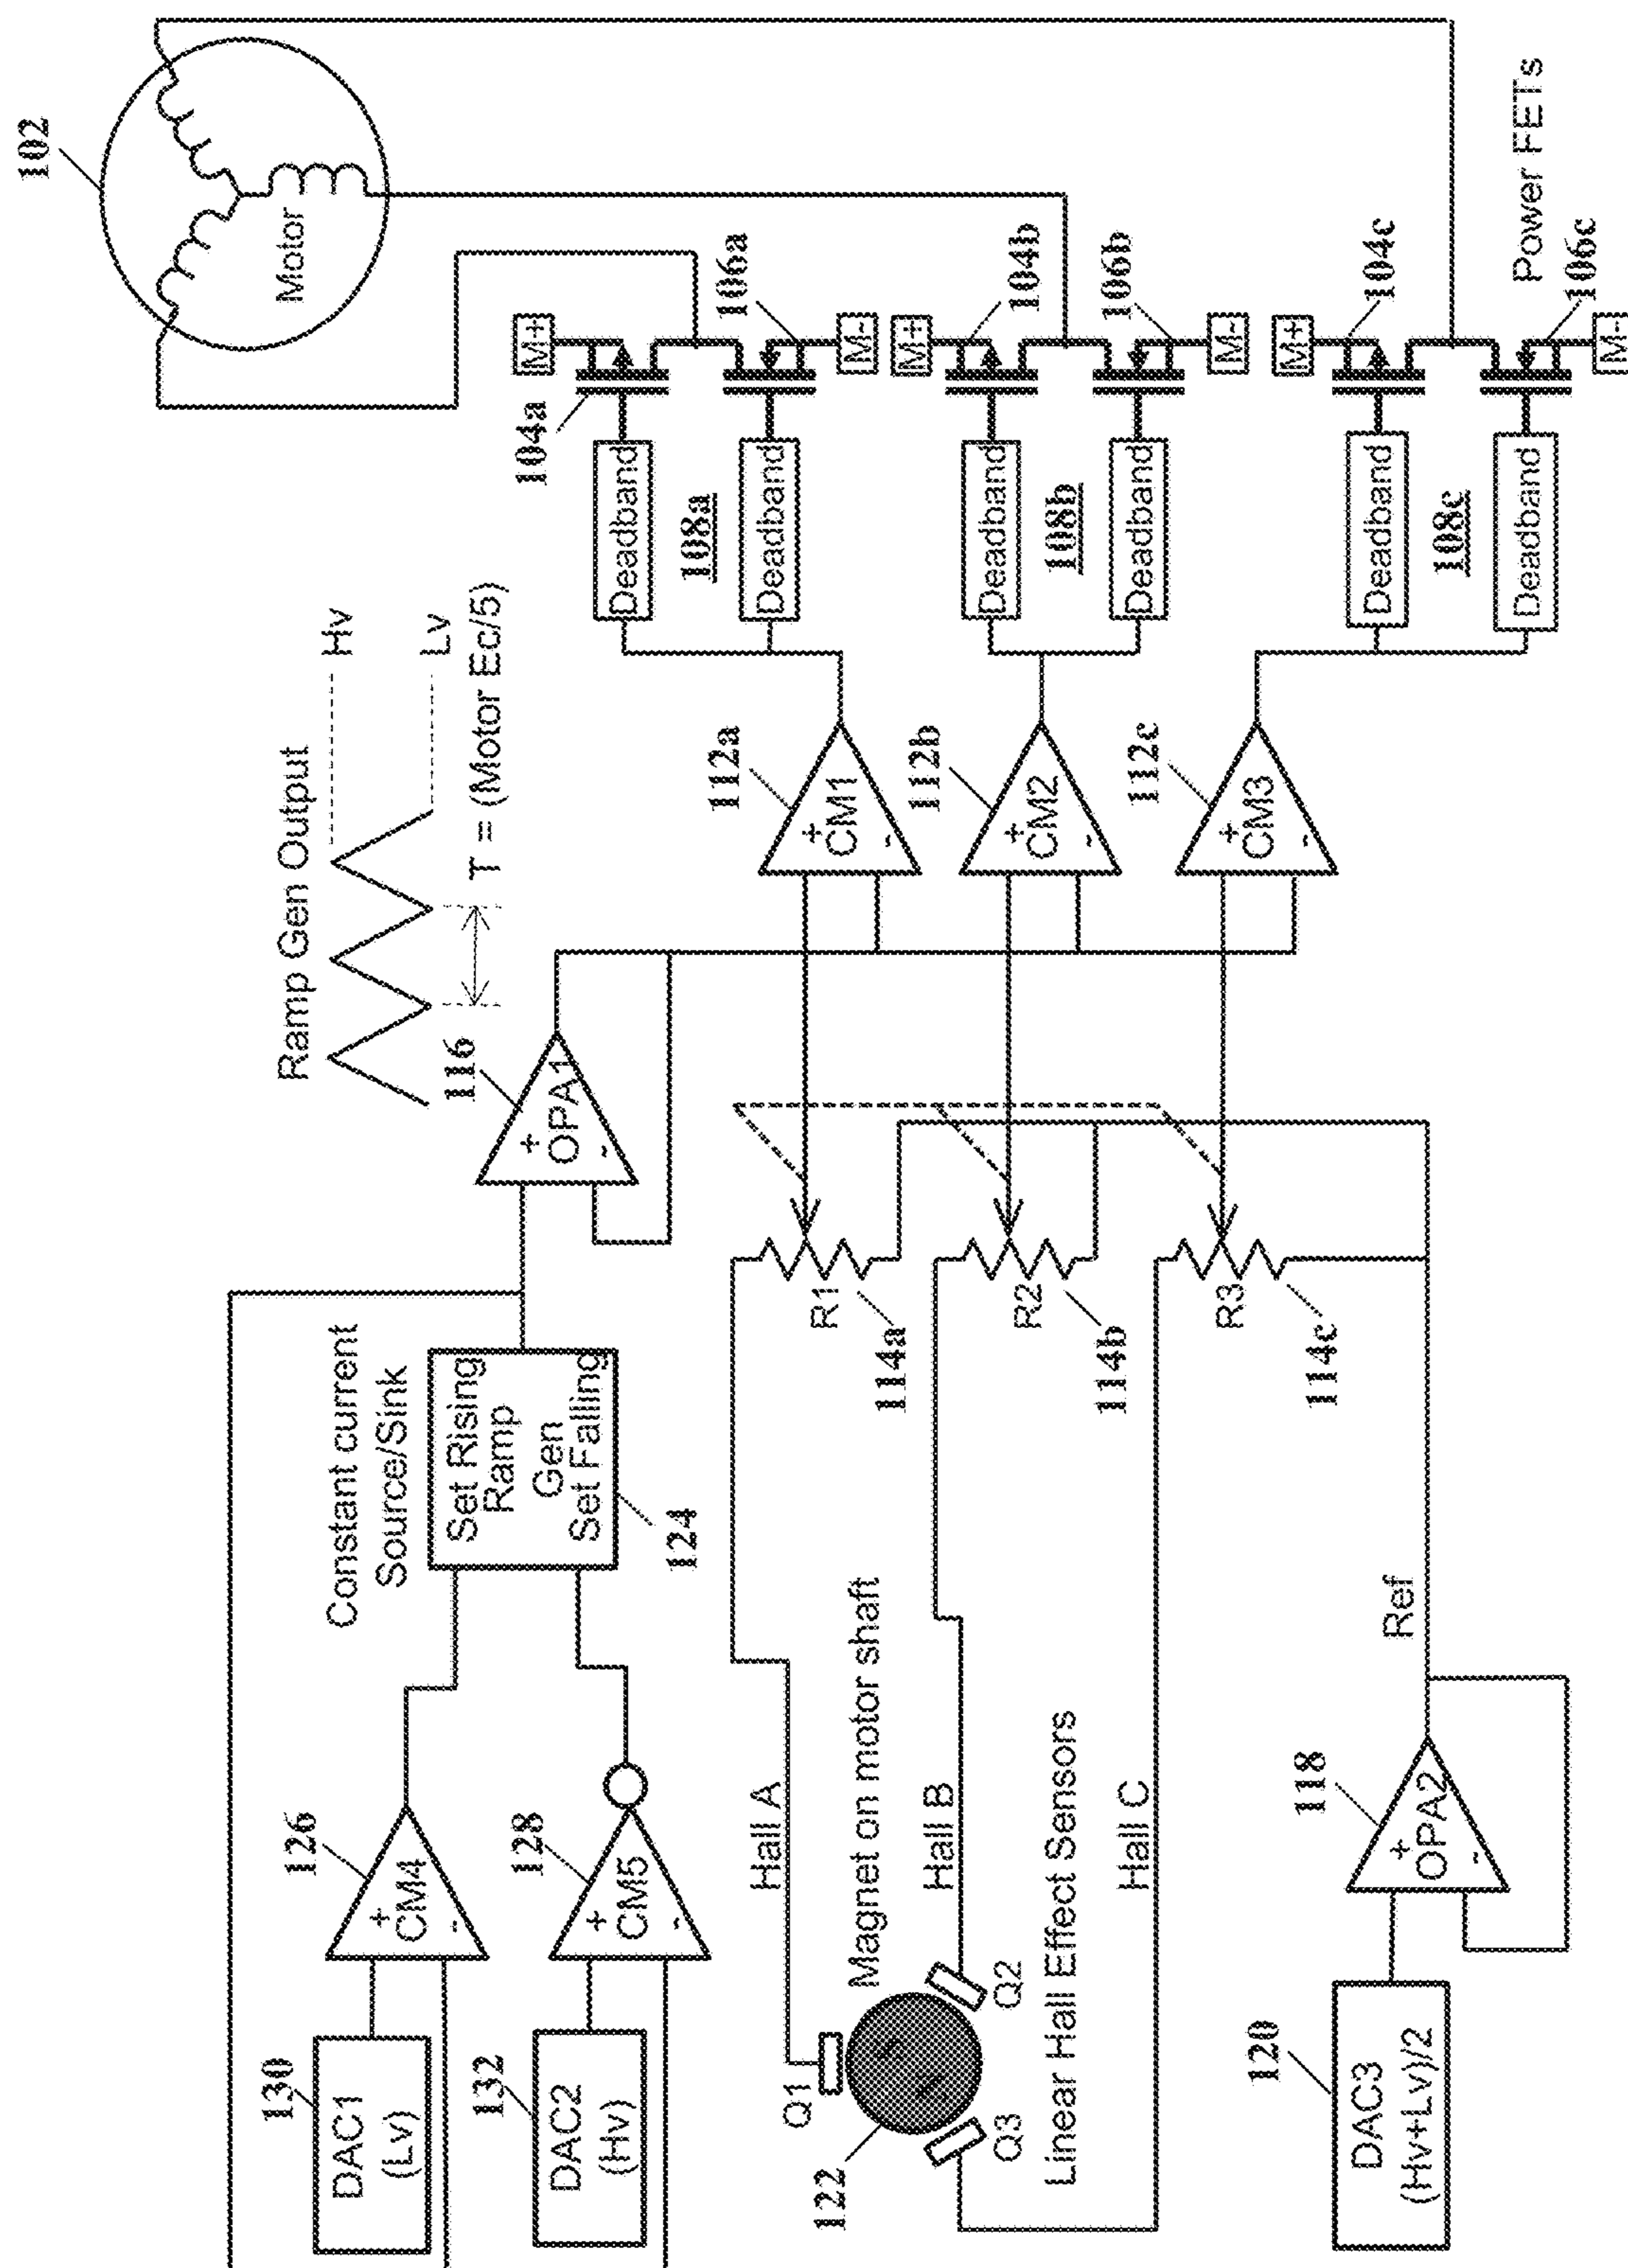 130
DAC1
(Lv)
132
DAC2
(Hv)
126
+
CM4
-
128
+
CM5
-
Constant current
Source/Sink
Set Rising
Ramp
Gen
Set Falling
124
116
+
OPA1
-
Ramp Gen Output
Hv
Lv
T = (Motor Ec/5)
102
Motor
122
Q1
Q2
Q3
Magnet on motor shaft
Linear Hall Effect Sensors
Hall A
Hall B
Hall C
R1
114a
R2
114b
R3
114c
112a
+
CM1
-
112b
+
CM2
-
112c
+
CM3
-
Deadband
108a
Deadband
Deadband
108b
Deadband
Deadband
108c
Deadband
104a
M+
106a
M-
M+
104b
106b
M-
M+
104c
106c
M-
Power FETs
120
DAC3
(Hv+Lv)/2
118
+
OPA2
-
Ref